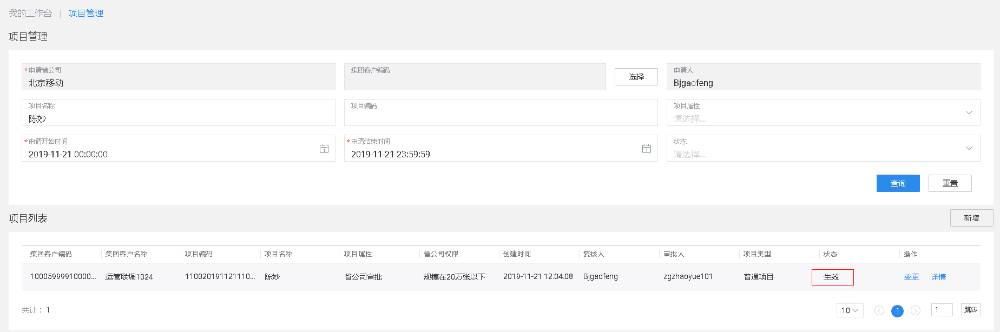 我的工作台 | 项目管理
项目管理
*申请省公司
北京移动
集团客户编码
选择
申请人
Bjgaofeng
项目名称
陈妙
项目编码
项目属性
请选择...
*申请开始时间
2019-11-21 00:00:00
*申请结束时间
2019-11-21 23:59:59
状态
请选择...
查询 重置
项目列表
新增
集团客户编码 集团客户名称 项目编码 项目名称 项目属性 省公司权限 创建时间 复核人 审批人 项目类型 状态 操作
10005999910000... 运管联调1024 110020191121110... 陈妙 省公司审批 规模在20万张以下 2019-11-21 12:04:08 Bjgaofeng zgzhaoyue101 普通项目 生效 变更 详情
共计： 1
10 1 1 跳转